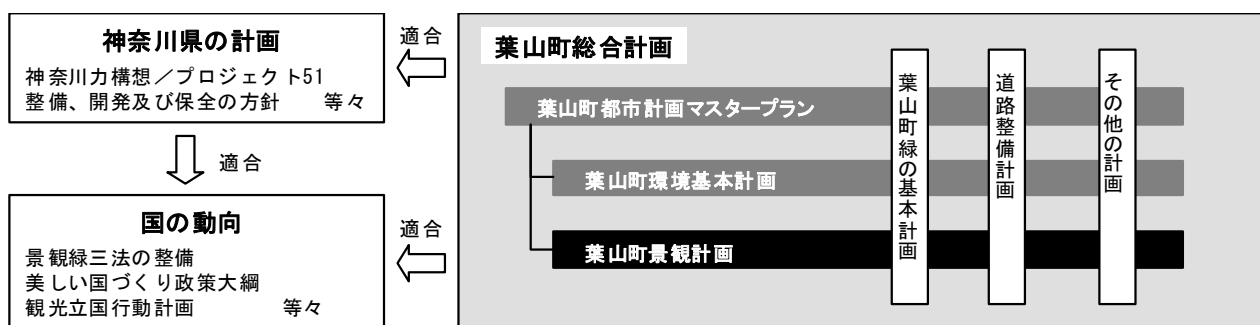 神奈川県の計画
神奈川力構想／プロジェクト51
整備、開発及び保全の方針　等々
適合
適合
国の動向
景観緑三法の整備
美しい国づくり政策大綱
観光立国行動計画　等々
適合
葉山町総合計画
葉山町都市計画マスタープラン
葉山町環境基本計画
葉山町景観計画
葉山町緑の基本計画
道路整備計画
その他の計画